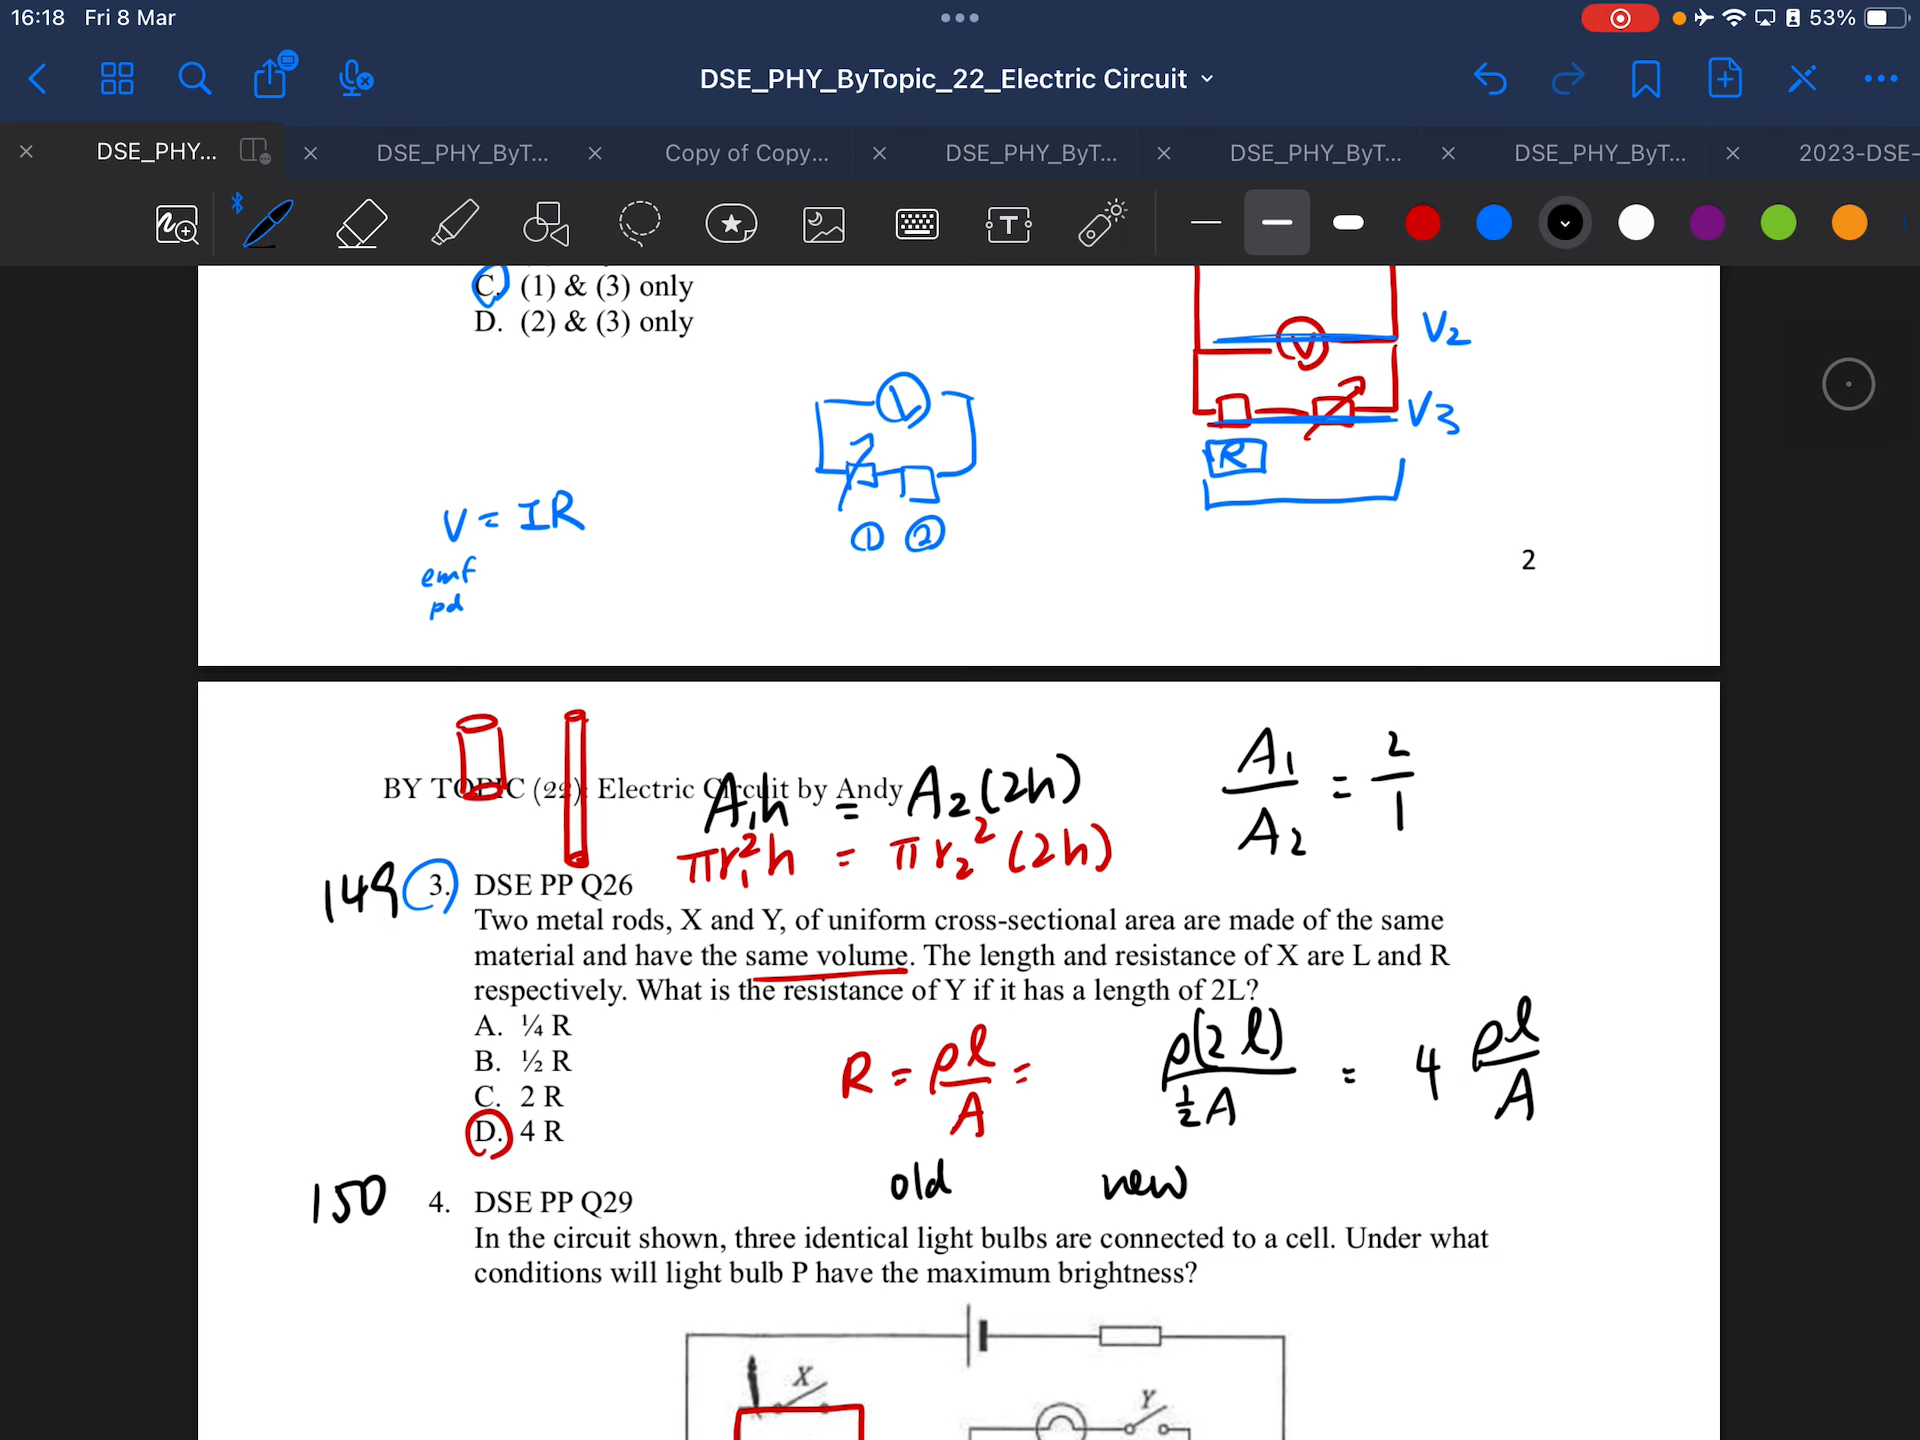 16:18 Fri 8 Mar
53%
DSE_PHY_ByTopic_22_Electric Circuit
DSE_PHY...
DSE_PHY_ByT...
Copy of Copy...
DSE_PHY_ByT...
DSE_PHY_ByT...
DSE_PHY_ByT...
2023-DSE-
T
C. (1) & (3) only
D. (2) & (3) only
V2
V
V3
R
V = IR
emf
pd
① ②
2
BY TOPIC (22): Electric Circuit by Andy
A₁h = A₂(2h)
A₁/A₂ = 2/1
πr₁²h = πr₂²(2h)
149
3. DSE PP Q26
Two metal rods, X and Y, of uniform cross-sectional area are made of the same
material and have the same volume. The length and resistance of X are L and R
respectively. What is the resistance of Y if it has a length of 2L?
A. ¼ R
B. ½ R
C. 2 R
D. 4 R
R = ρl/A = ρ(2l)/½A = 4 ρl/A
old new
150
4. DSE PP Q29
In the circuit shown, three identical light bulbs are connected to a cell. Under what
conditions will light bulb P have the maximum brightness?
X
Y